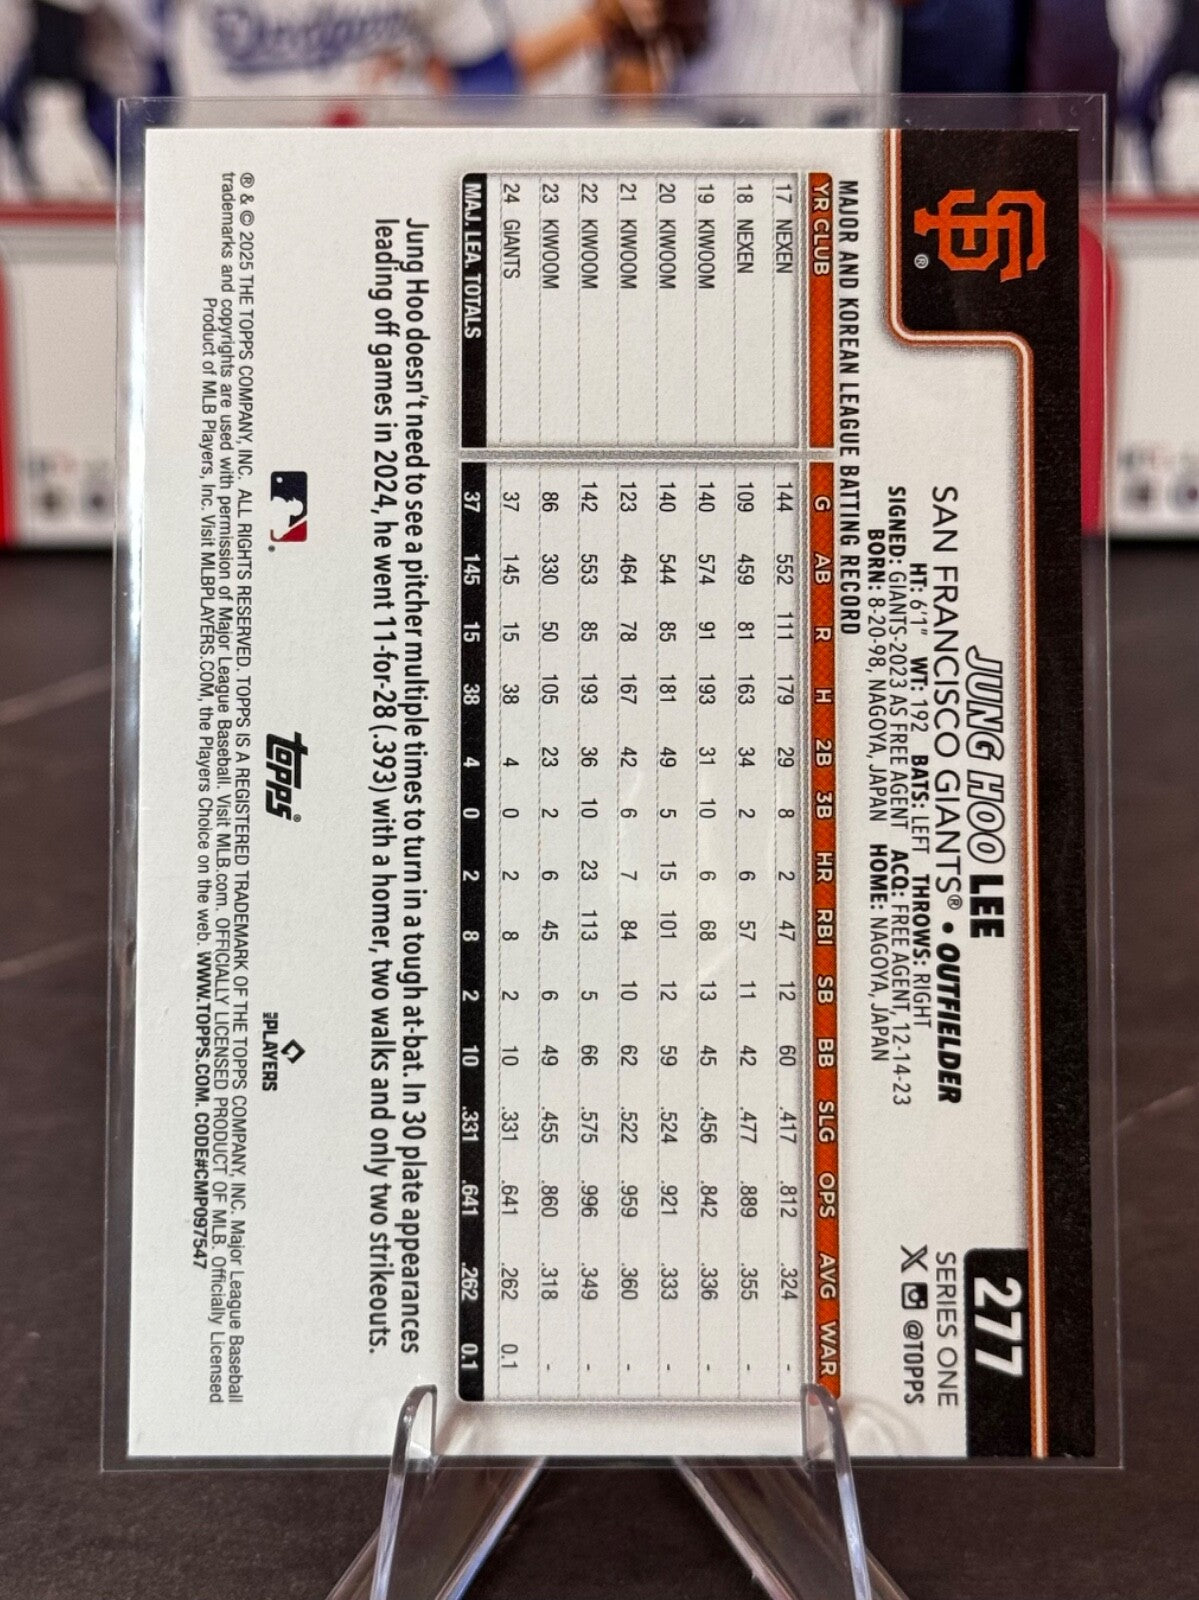 Dodgers
SF®
277
JUNG HOO LEE
SAN FRANCISCO GIANTS® • OUTFIELDER
SERIES ONE
HT: 6'1" WT: 192 BATS: LEFT THROWS: RIGHT
@TOPPS
SIGNED: GIANTS-2023 AS FREE AGENT ACQ: FREE AGENT, 12-14-23
BORN: 8-20-98, NAGOYA, JAPAN HOME: NAGOYA, JAPAN
MAJOR AND KOREAN LEAGUE BATTING RECORD
YR CLUB G AB R H 2B 3B HR RBI SB BB SLG OPS AVG WAR
17 NEXEN 144 552 111 179 29 8 2 47 12 60 .417 .812 .324 -
18 NEXEN 109 459 81 163 34 2 6 57 11 42 .477 .889 .355 -
19 KIWOOM 140 574 91 193 31 10 6 68 13 45 .456 .842 .336 -
20 KIWOOM 140 544 85 181 49 5 15 101 12 59 .524 .921 .333 -
21 KIWOOM 123 464 78 167 42 6 7 84 10 62 .522 .959 .360 -
22 KIWOOM 142 553 85 193 36 10 23 113 5 66 .575 .996 .349 -
23 KIWOOM 86 330 50 105 23 2 6 45 6 49 .455 .860 .318 -
24 GIANTS 37 145 15 38 4 0 2 8 2 10 .331 .641 .262 0.1
MAJ. LEA. TOTALS 37 145 15 38 4 0 2 8 2 10 .331 .641 .262 0.1
Jung Hoo doesn't need to see a pitcher multiple times to turn in a tough at-bat. In 30 plate appearances
leading off games in 2024, he went 11-for-28 (.393) with a homer, two walks and only two strikeouts.
topps®
MLB PLAYERS
® & © 2025 THE TOPPS COMPANY, INC. ALL RIGHTS RESERVED. TOPPS IS A REGISTERED TRADEMARK OF THE TOPPS COMPANY, INC. Major League Baseball
trademarks and copyrights are used with permission of Major League Baseball. Visit MLB.com. OFFICIALLY LICENSED PRODUCT OF MLB. Officially Licensed
Product of MLB Players, Inc. Visit MLBPLAYERS.COM, the Players Choice on the web. WWW.TOPPS.COM. CODE#CMP097547